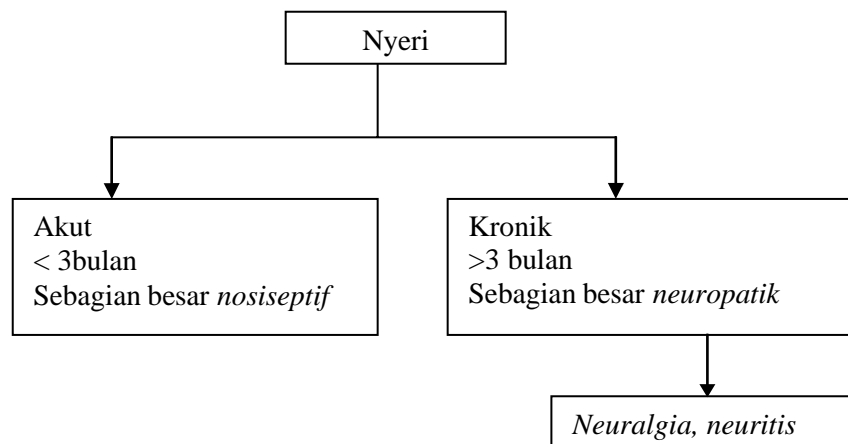 Nyeri
Akut
< 3bulan
Sebagian besar nosiseptif
Kronik
>3 bulan
Sebagian besar neuropatik
Neuralgia, neuritis